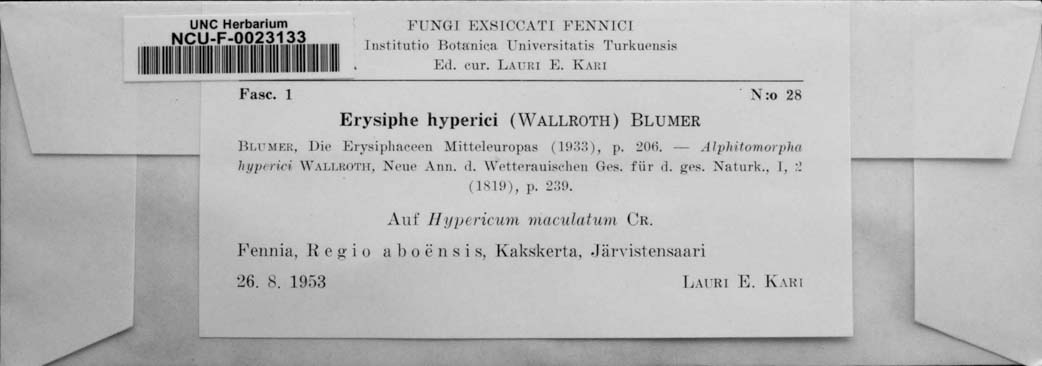 UNC Herbarium
NCU-F-0023133
FUNGI EXSICCATI FENNICI
Institutio Botanica Universitatis Turkuensis
Ed. cur. LAURI E. KARI
Fasc. 1 N:o 28
Erysiphe hyperici (WALLROTH) BLUMER
BLUMER, Die Erysiphaceen Mitteleuropas (1933), p. 206. — Alphitomorpha
hyperici WALLROTH, Neue Ann. d. Wetterauischen Ges. für d. ges. Naturk., I, 2
(1819), p. 239.
Auf Hypericum maculatum CR.
Fennia, Regio aboënsis, Kakskerta, Järvistensaari
26. 8. 1953 LAURI E. KARI